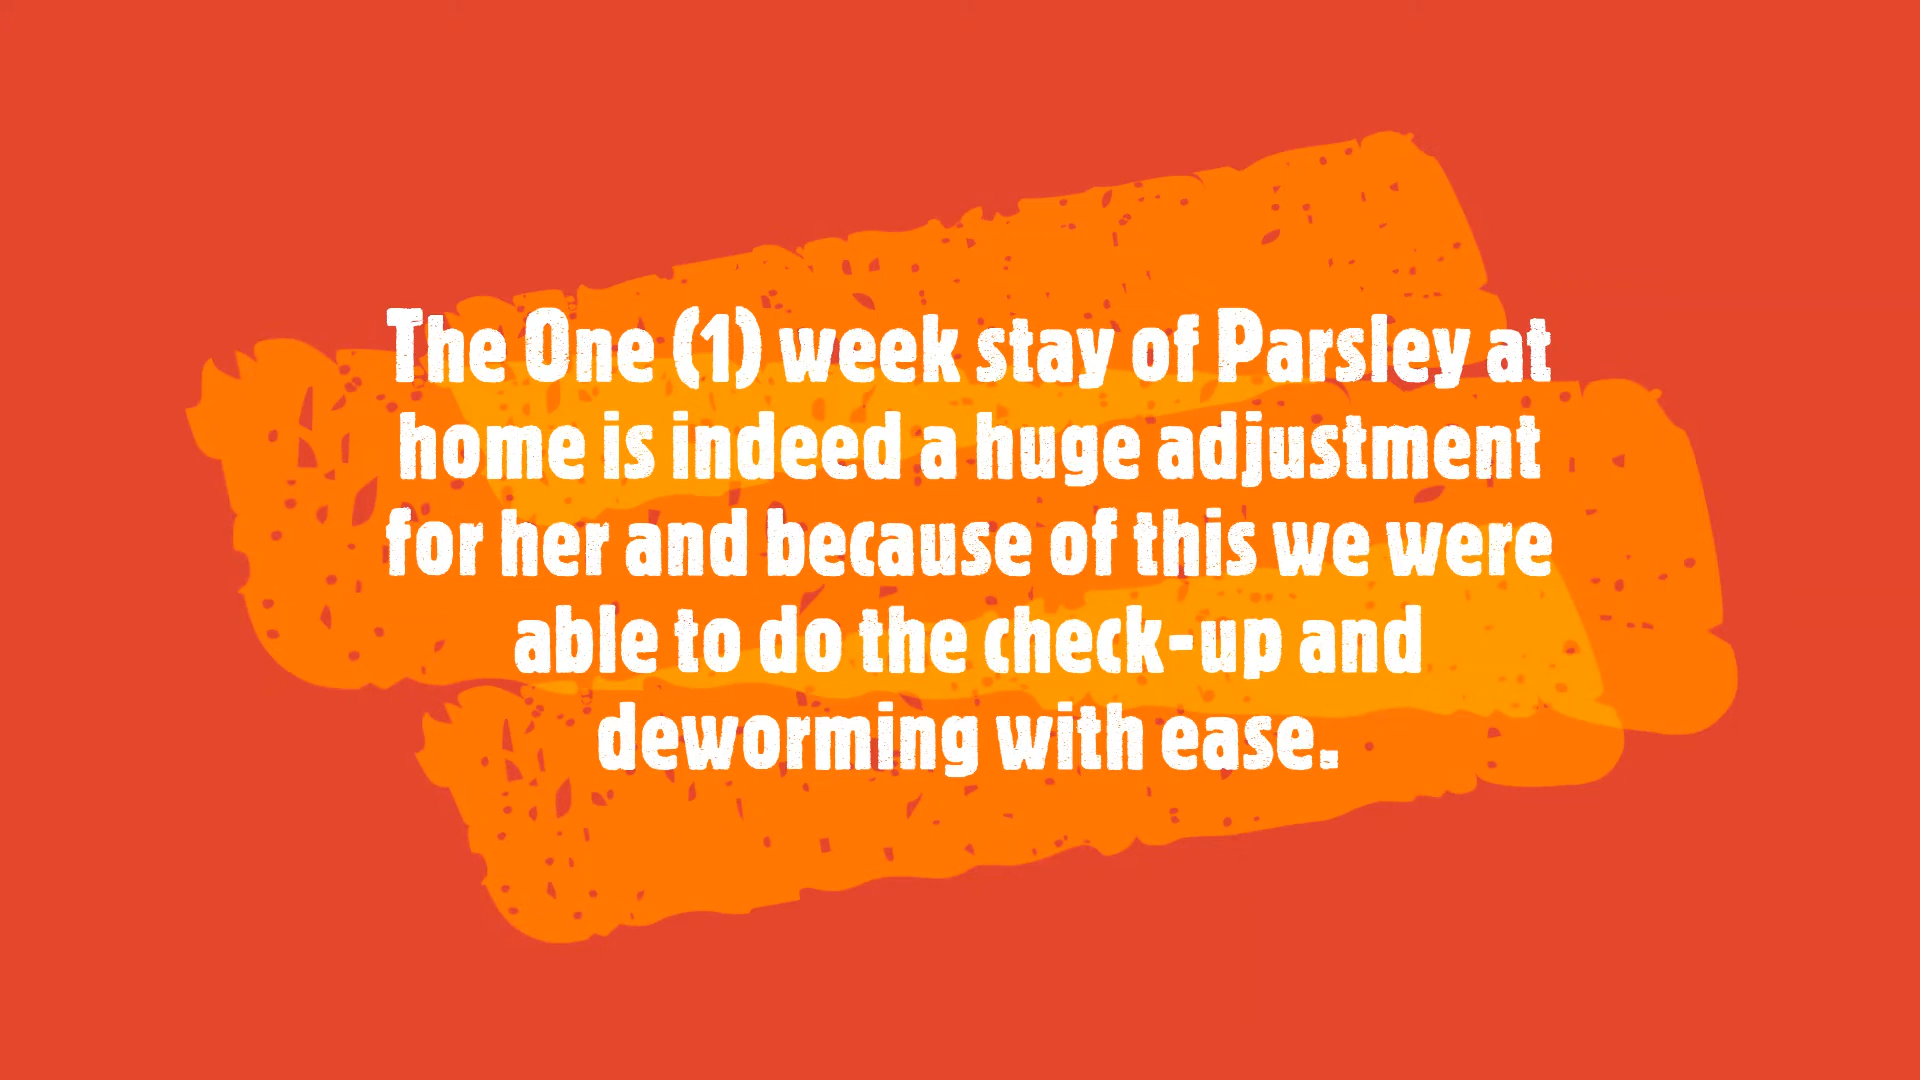 The One (1) week stay of Parsley at
home is indeed a huge adjustment
for her and because of this we were
able to do the check-up and
deworming with ease.